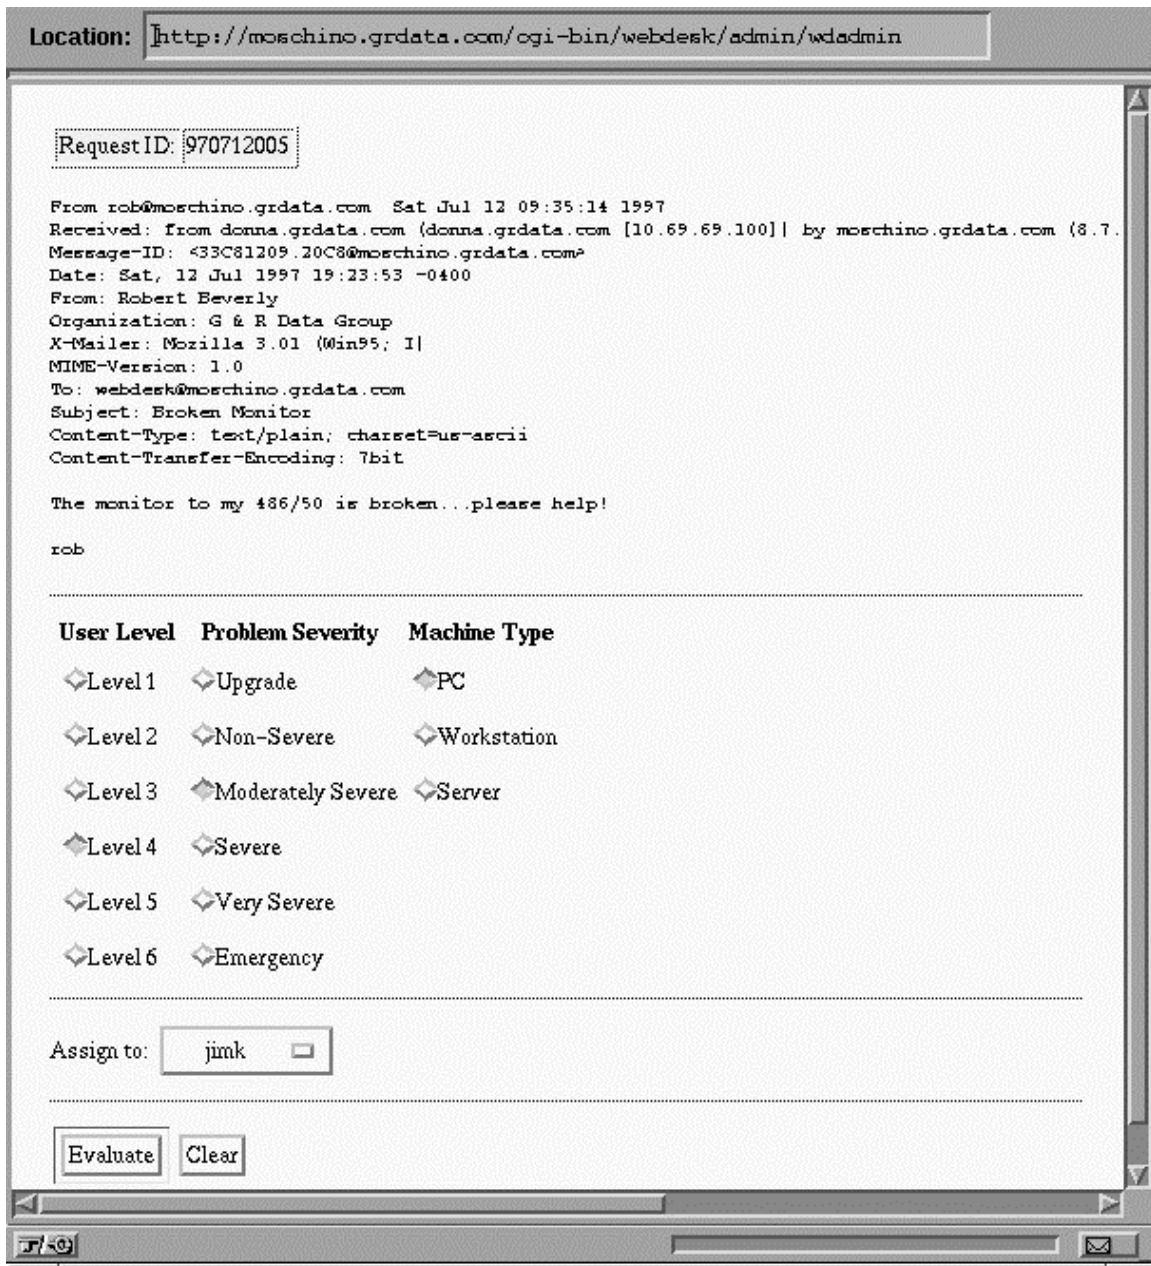 Location: http://moschino.grdata.com/cgi-bin/webdesk/admin/wdadmin
Request ID: 970712005
From rob@moschino.grdata.com  Sat Jul 12 09:35:14 1997
Received: from donna.grdata.com (donna.grdata.com [10.69.69.100]) by moschino.grdata.com (8.7.
Message-ID: <33C81209.20C8@moschino.grdata.com>
Date: Sat, 12 Jul 1997 19:23:53 -0400
From: Robert Beverly
Organization: G & R Data Group
X-Mailer: Mozilla 3.01 (Win95; I)
MIME-Version: 1.0
To: webdesk@moschino.grdata.com
Subject: Broken Monitor
Content-Type: text/plain; charset=us-ascii
Content-Transfer-Encoding: 7bit
The monitor to my 486/50 is broken...please help!
rob
User Level Problem Severity Machine Type
Level 1 Upgrade PC
Level 2 Non-Severe Workstation
Level 3 Moderately Severe Server
Level 4 Severe
Level 5 Very Severe
Level 6 Emergency
Assign to: jimk
Evaluate Clear